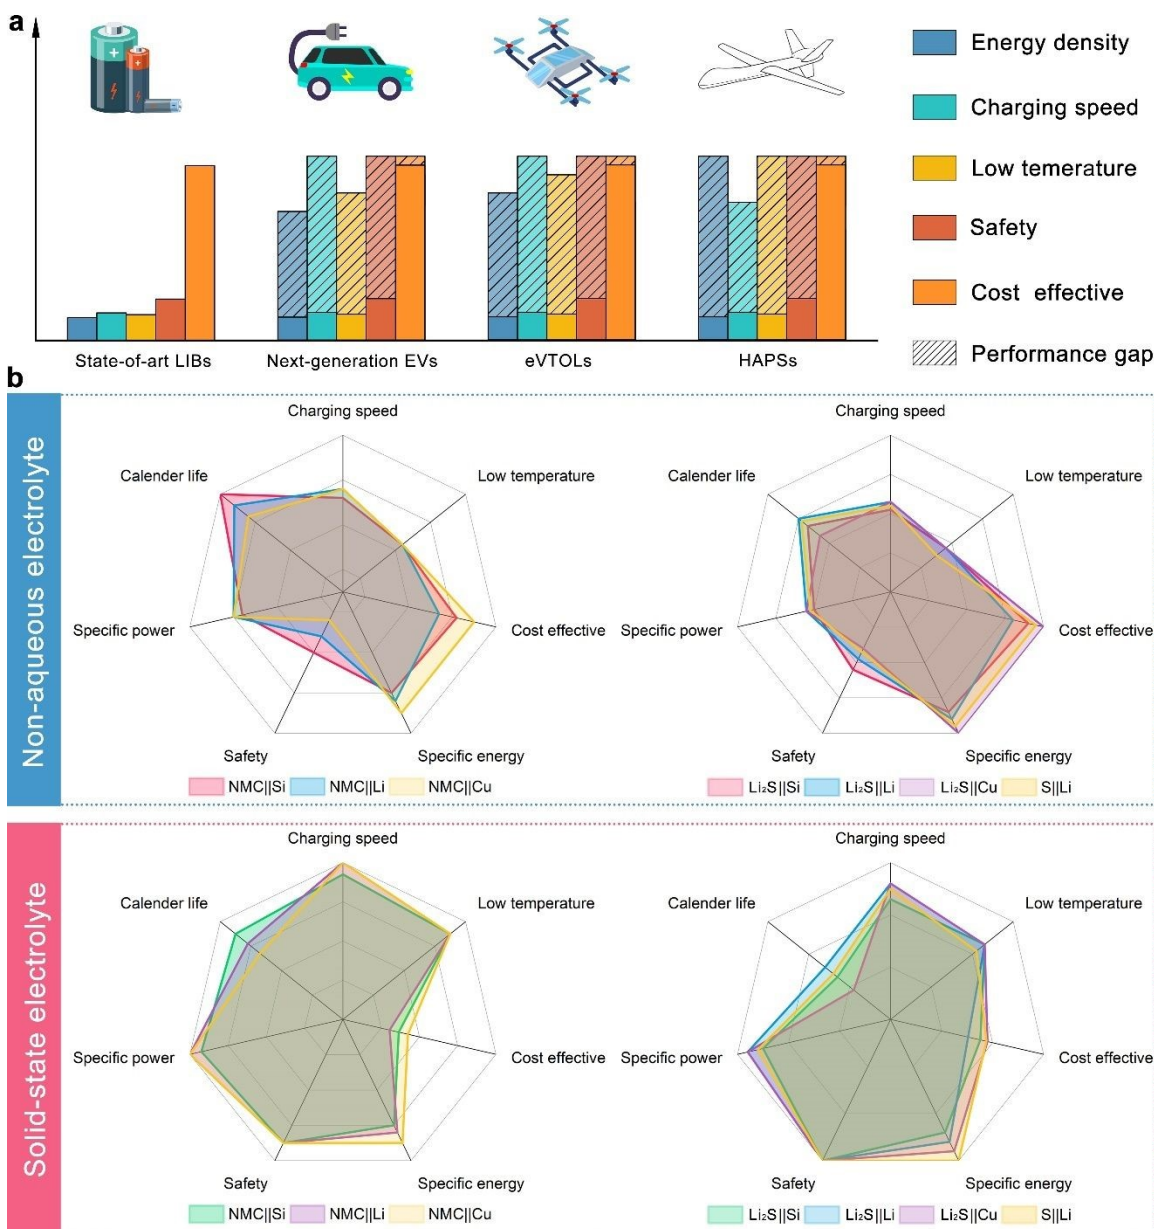 a
Energy density
Charging speed
Low temerature
Safety
Cost effective
Performance gap
State-of-art LIBs
Next-generation EVs
eVTOLs
HAPSs
b
Non-aqueous electrolyte
Charging speed
Low temperature
Cost effective
Specific energy
Safety
Specific power
Calender life
NMC||Si NMC||Li NMC||Cu
Charging speed
Low temperature
Cost effective
Specific energy
Safety
Specific power
Calender life
Li₂S||Si Li₂S||Li Li₂S||Cu S||Li
Solid-state electrolyte
Charging speed
Low temperature
Cost effective
Specific energy
Safety
Specific power
Calender life
NMC||Si NMC||Li NMC||Cu
Charging speed
Low temperature
Cost effective
Specific energy
Safety
Specific power
Calender life
Li₂S||Si Li₂S||Li Li₂S||Cu S||Li